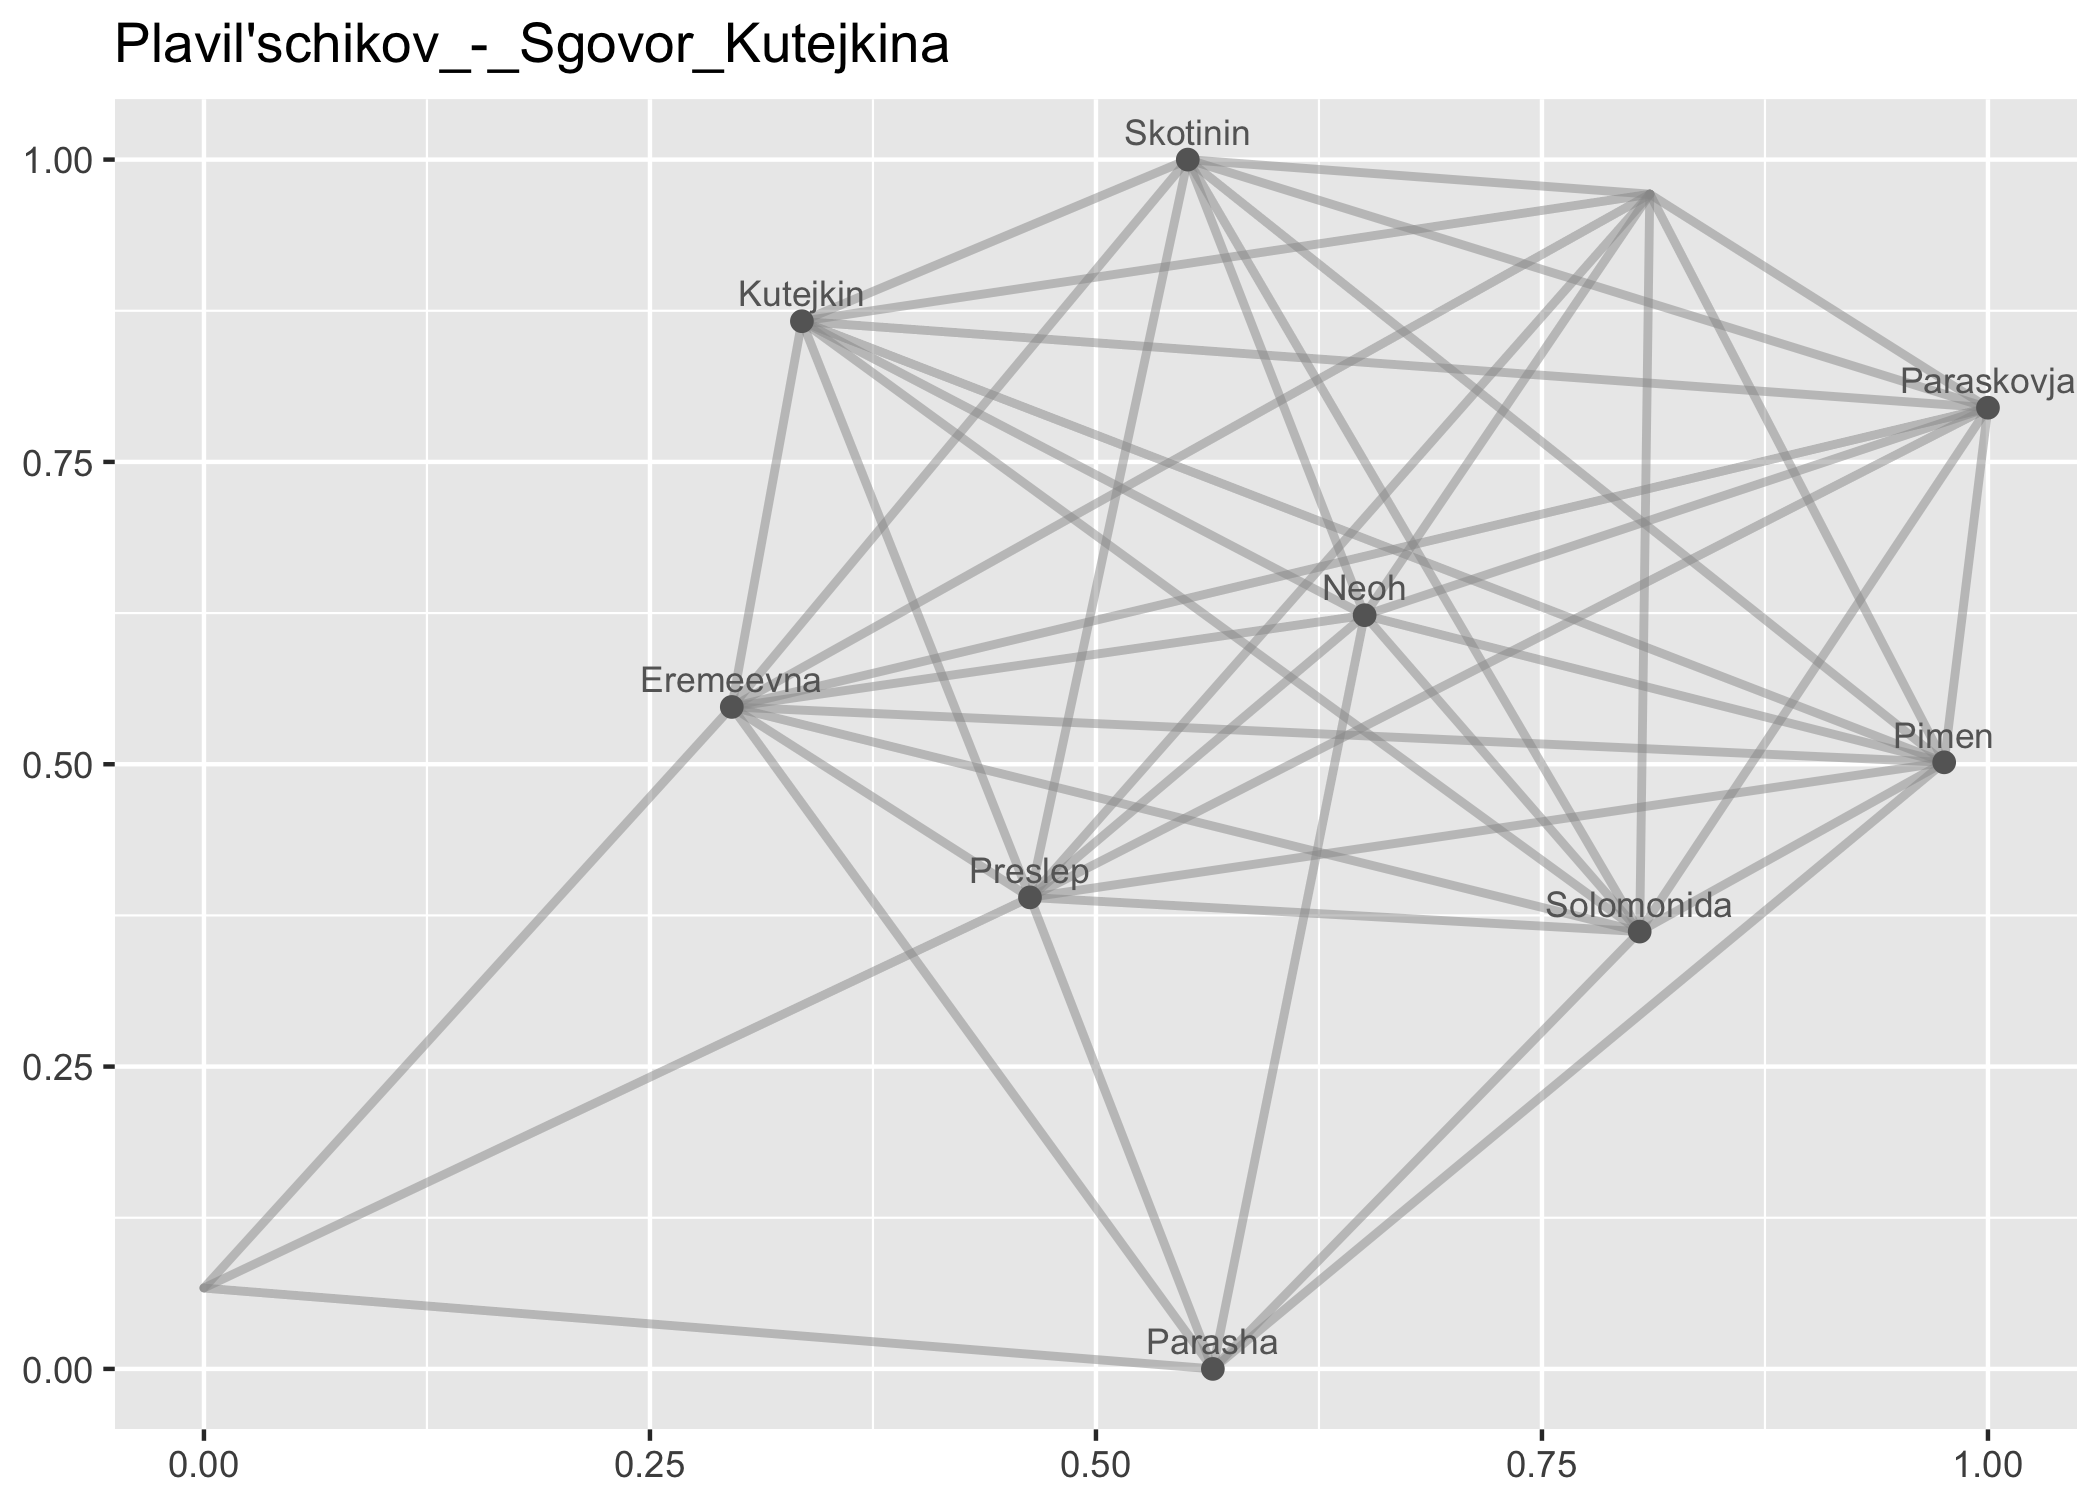 Plavil'schikov_-_Sgovor_Kutejkina
Skotinin
1.00
Kutejkin
Paraskovja
0.75
Neoh
Eremeevna
Pimen
0.50
Preslep
Solomonida
0.25
Parasha
0.00
0.00 0.25 0.50 0.75 1.00